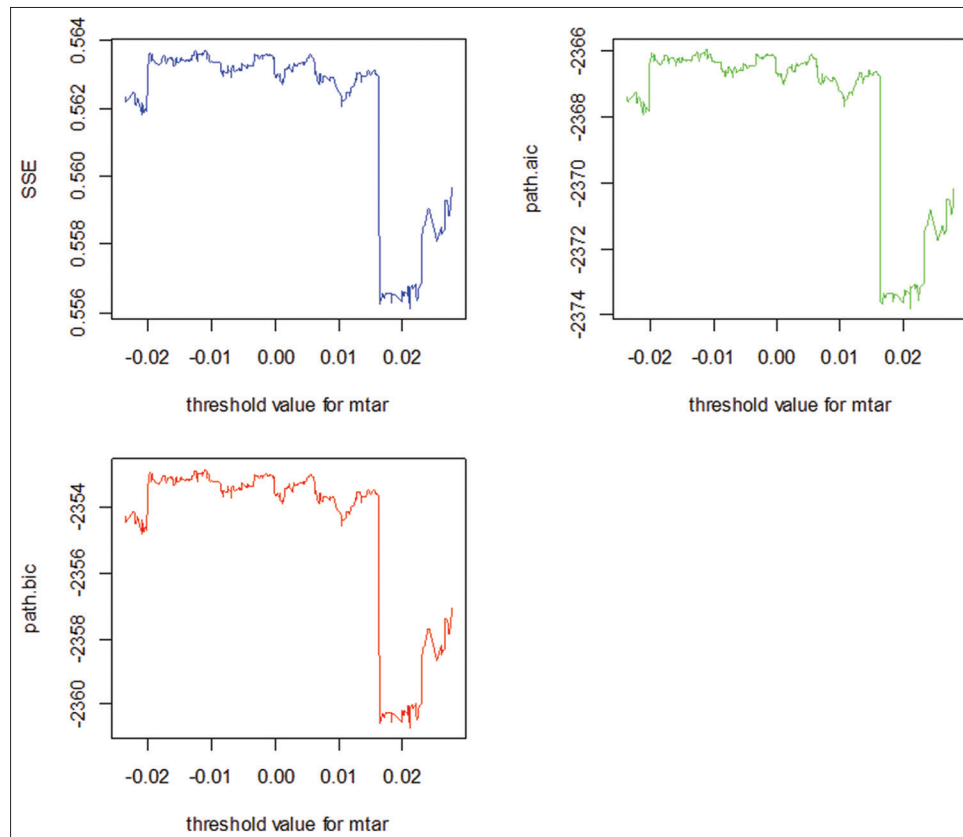 SSE
0.564
0.562
0.560
0.558
0.556
-0.02 -0.01 0.00 0.01 0.02
threshold value for mtar
path.aic
-2366
-2368
-2370
-2372
-2374
-0.02 -0.01 0.00 0.01 0.02
threshold value for mtar
path.bic
-2354
-2356
-2358
-2360
-0.02 -0.01 0.00 0.01 0.02
threshold value for mtar